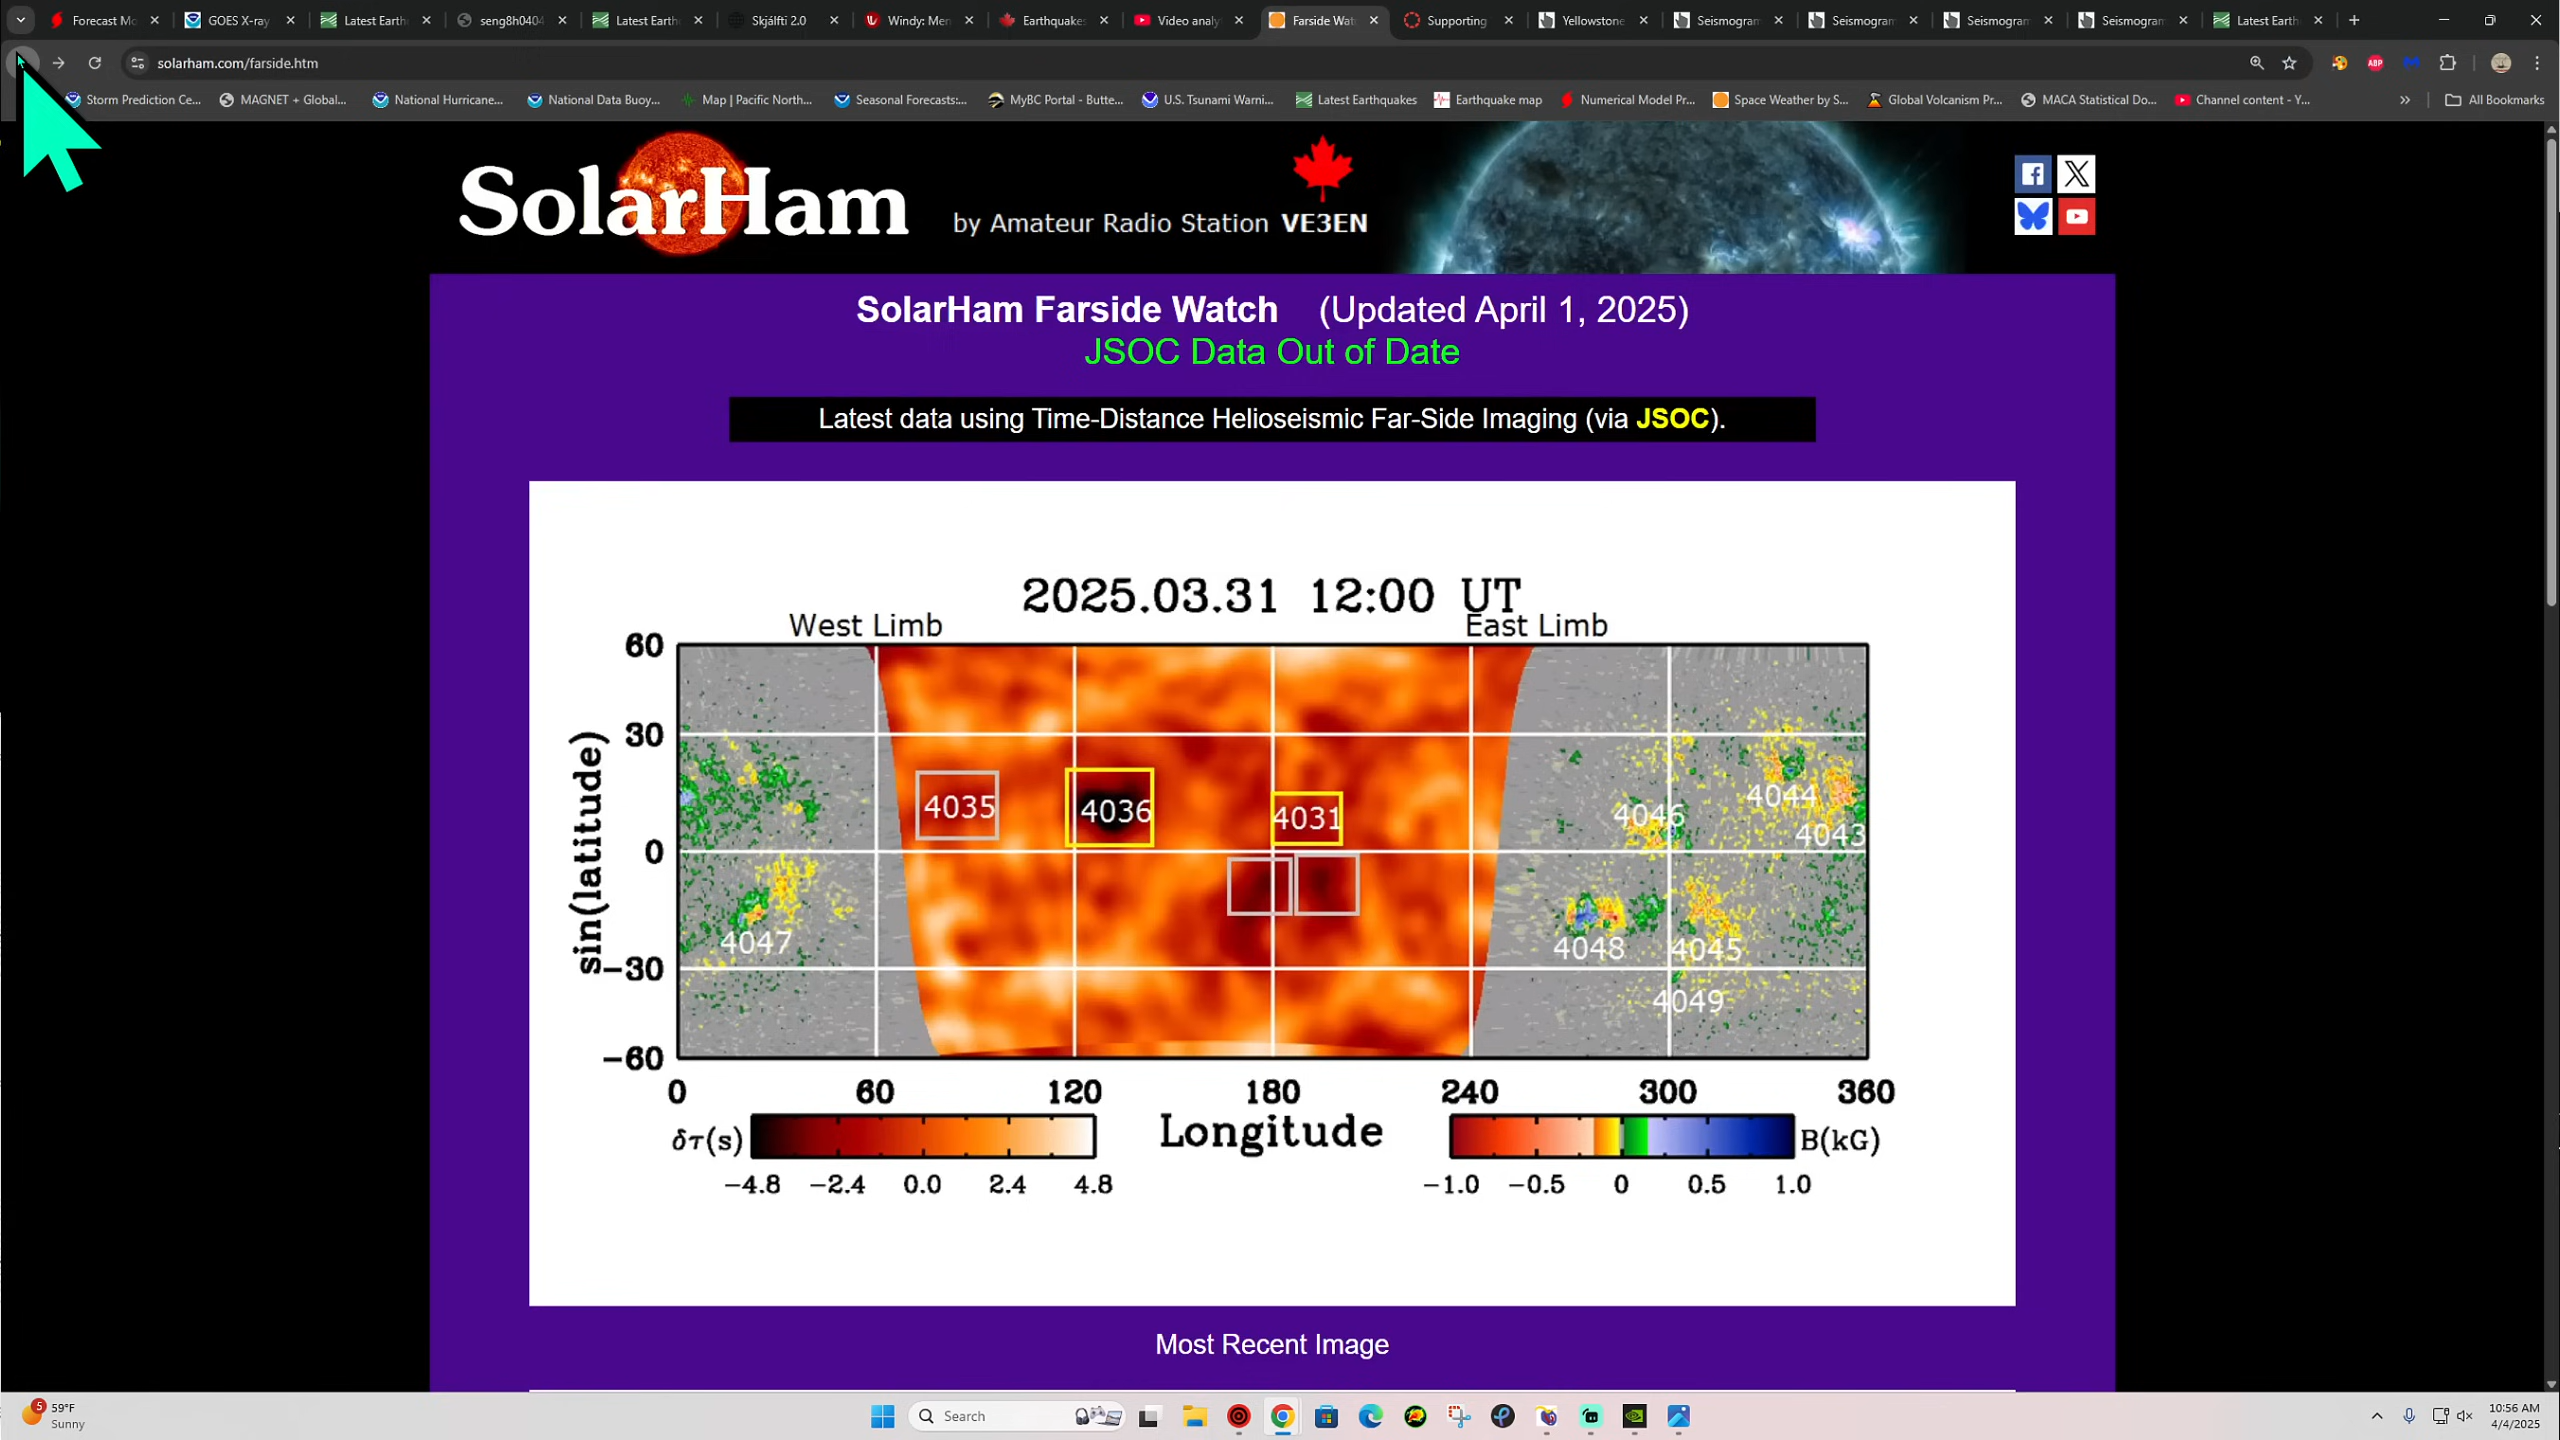 Forecast Mo
GOES X-ray
Latest Earth
seng8h0404
Latest Earth
Skjálfti 2.0
Windy: Mer
Earthquakes
Video analy
Farside Wat
Supporting
Yellowstone
Seismogram
Seismogram
Seismogram
Seismogram
Latest Earth
solarham.com/farside.htm
ABP
Storm Prediction Ce...
MAGNET + Global...
National Hurricane...
National Data Buoy...
Map | Pacific North...
Seasonal Forecasts:...
MyBC Portal - Butte...
U.S. Tsunami Warni...
Latest Earthquakes
Earthquake map
Numerical Model Pr...
Space Weather by S...
Global Volcanism Pr...
MACA Statistical Do...
Channel content - Y...
All Bookmarks
SolarHam
by Amateur Radio Station VE3EN
SolarHam Farside Watch (Updated April 1, 2025)
JSOC Data Out of Date
Latest data using Time-Distance Helioseismic Far-Side Imaging (via JSOC).
2025.03.31 12:00 UT
West Limb
East Limb
60
30
0
−30
−60
sin(latitude)
4035
4036
4031
4047
4046
4044
4043
4048
4045
4049
0
60
120
180
240
300
360
Longitude
δτ(s)
−4.8
−2.4
0.0
2.4
4.8
B(kG)
−1.0
−0.5
0
0.5
1.0
Most Recent Image
5
59°F
Sunny
Search
10:56 AM
4/4/2025